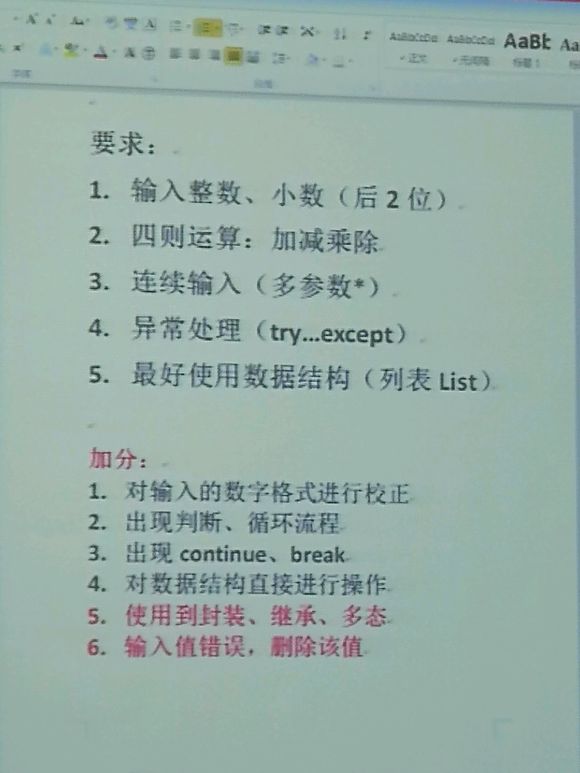 AaBbCcDd AaBbCcDd AaBb Aa
正文 无间隔 标题 1
要求：
1. 输入整数、小数（后 2 位）
2. 四则运算：加减乘除
3. 连续输入（多参数*）
4. 异常处理（try...except）
5. 最好使用数据结构（列表 List）
加分：
1. 对输入的数字格式进行校正
2. 出现判断、循环流程
3. 出现 continue、break
4. 对数据结构直接进行操作
5. 使用到封装、继承、多态
6. 输入值错误，删除该值